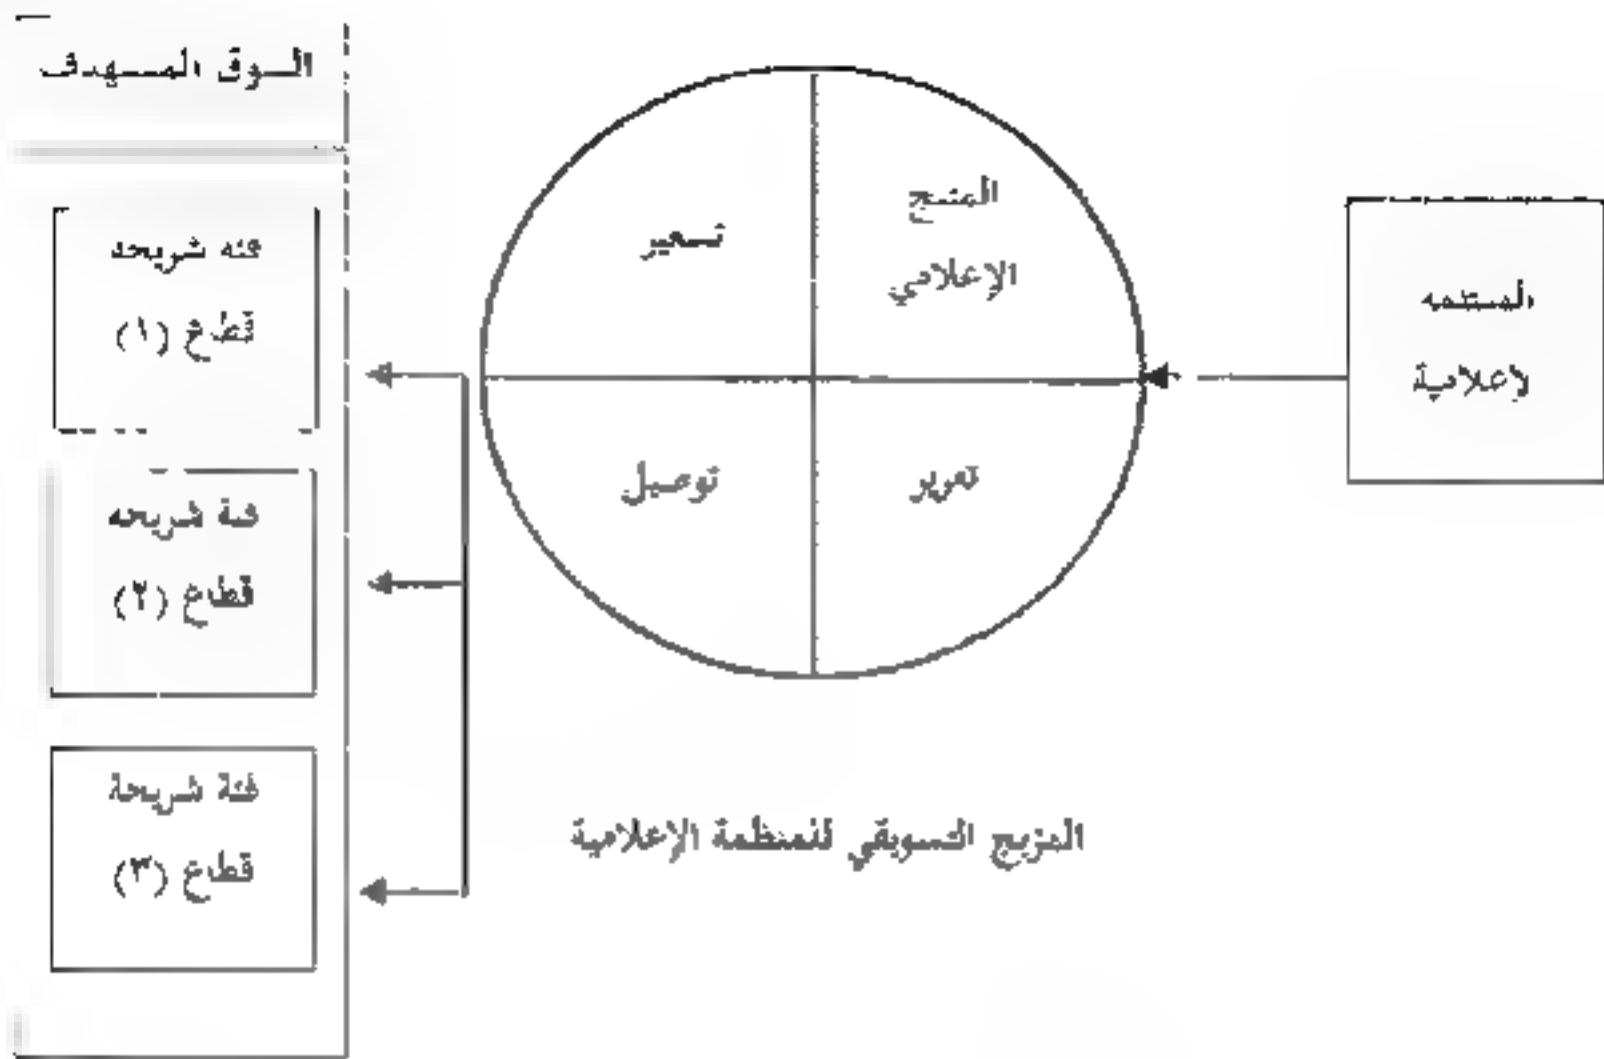 السوق المستهدف
فئة شريحة
قطاع (١)
فئة شريحة
قطاع (٢)
فئة شريحة
قطاع (٣)
تسعير
المنتج
الإعلامي
توصيل
المنظمة
الإعلامية
المزيج التسويقي للمنظمة الإعلامية